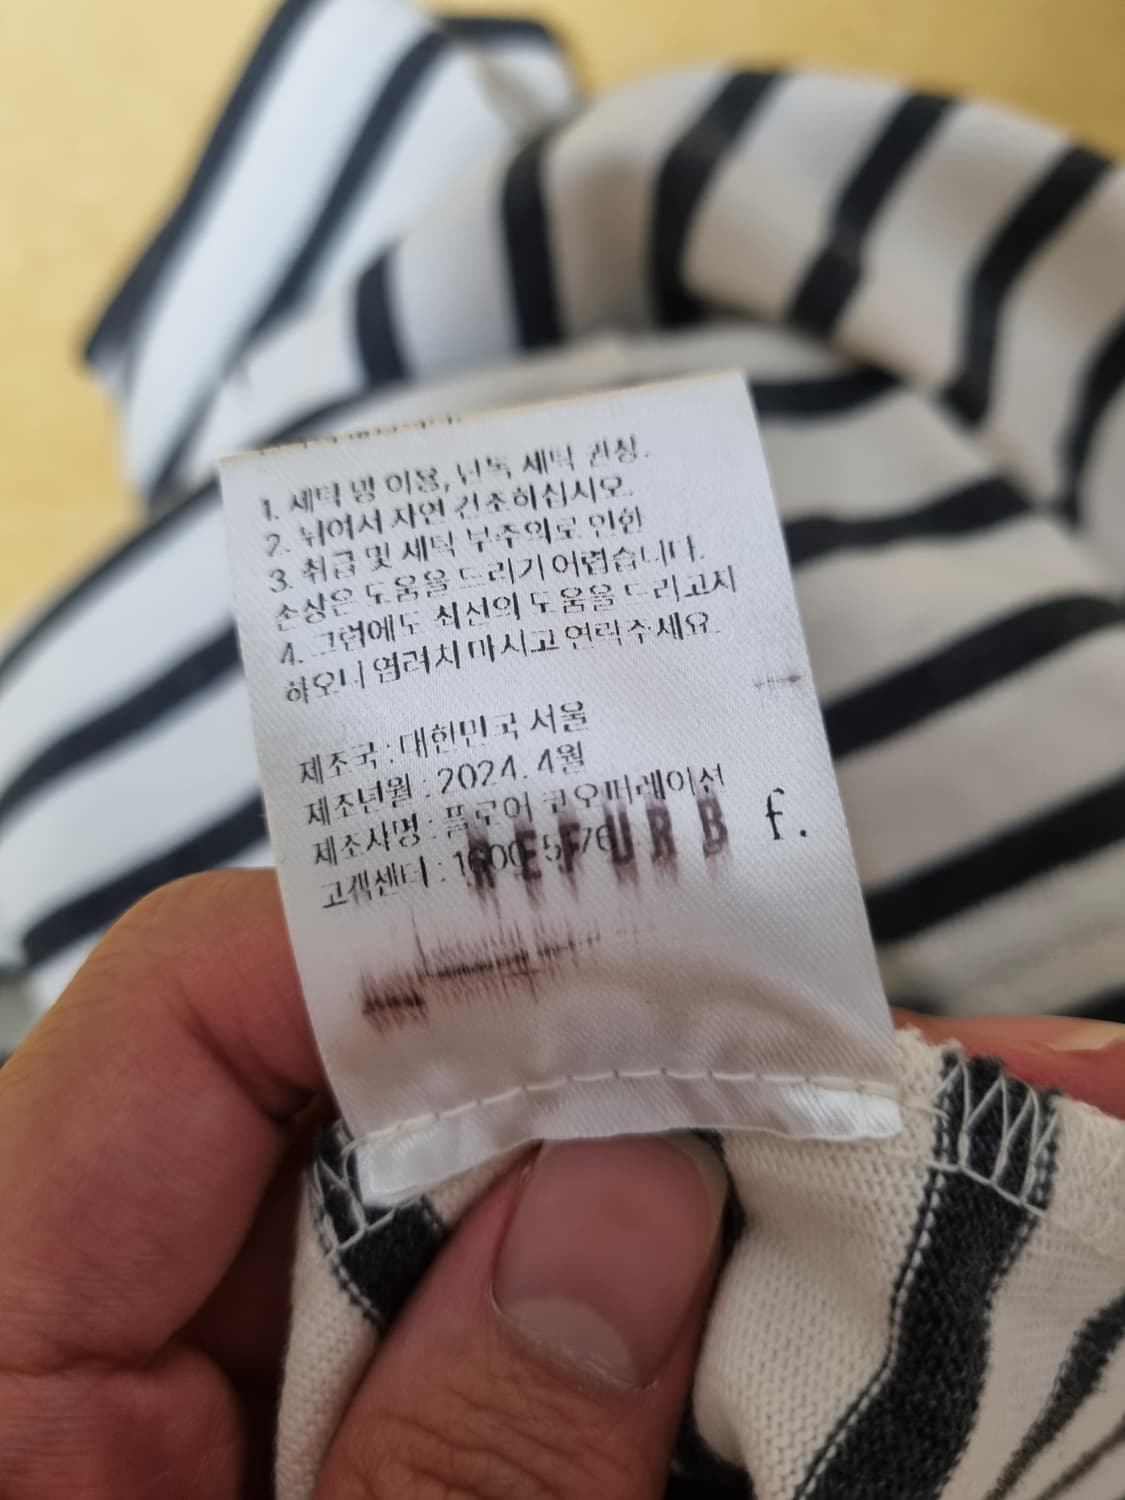 1. 세탁 망 이용, 단독 세탁 권장.
2. 뉘어서 자연 건조하십시오.
3. 취급 및 세탁 부주의로 인한
손상은 도움을 드리기 어렵습니다.
4. 그럼에도 최선의 도움을 드리고자
하오니 염려치 마시고 연락주세요.
제조국 : 대한민국 서울
제조년월 : 2024. 4월
제조사명 : 플로어 코오퍼레이션
고객센터 :
REFURB
f.